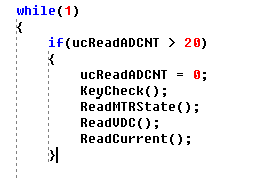 while(1)
{
if(ucReadADCNT > 20)
{
ucReadADCNT = 0;
KeyCheck();
ReadMTRState();
ReadVDC();
ReadCurrent();
}